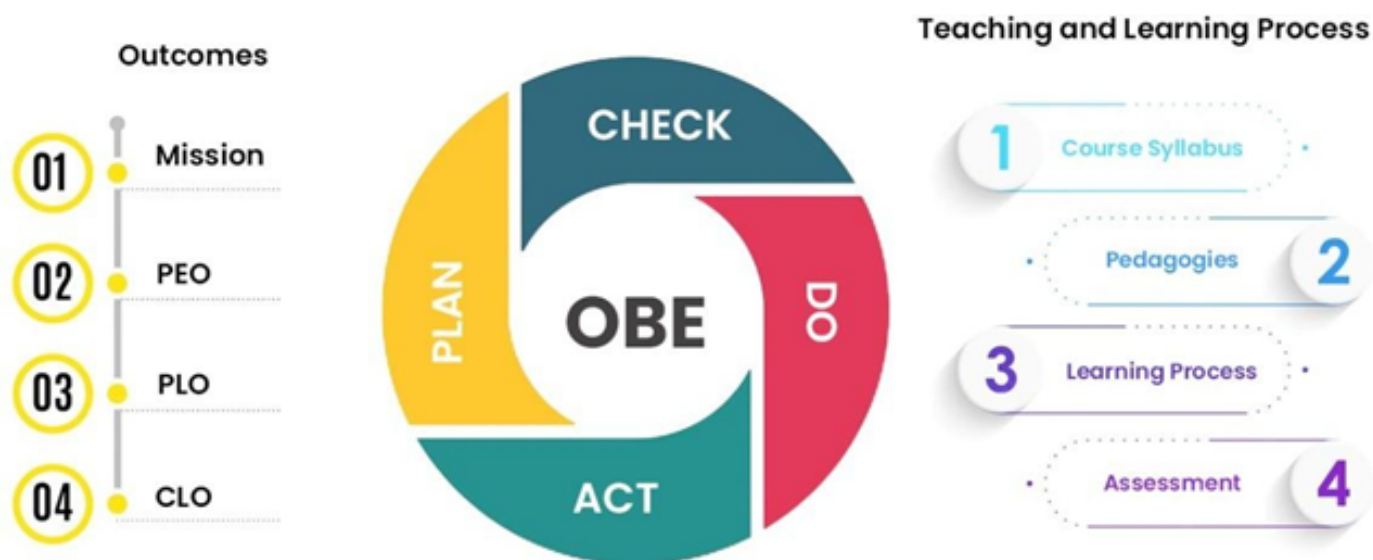 Outcomes
01
Mission
02
PEO
03
PLO
04
CLO
CHECK
PLAN
OBE
DO
ACT
Teaching and Learning Process
1
Course Syllabus
Pedagogies
2
3
Learning Process
Assessment
4